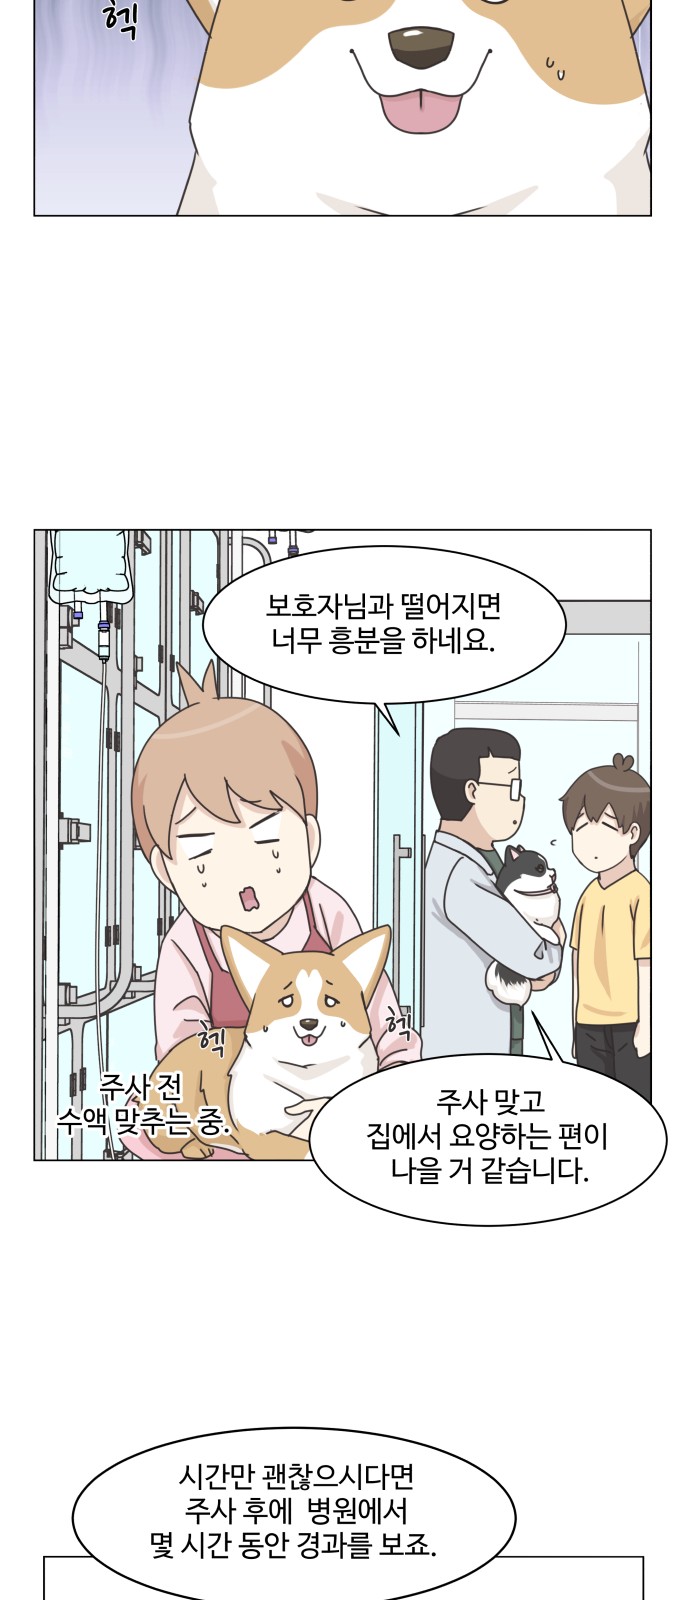 헥
보호자님과 떨어지면
너무 흥분을 하네요.
헥
헥
주사 전
수액 맞추는 중.
주사 맞고
집에서 요양하는 편이
나을 거 같습니다.
시간만 괜찮으시다면
주사 후에 병원에서
몇 시간 동안 경과를 보죠.